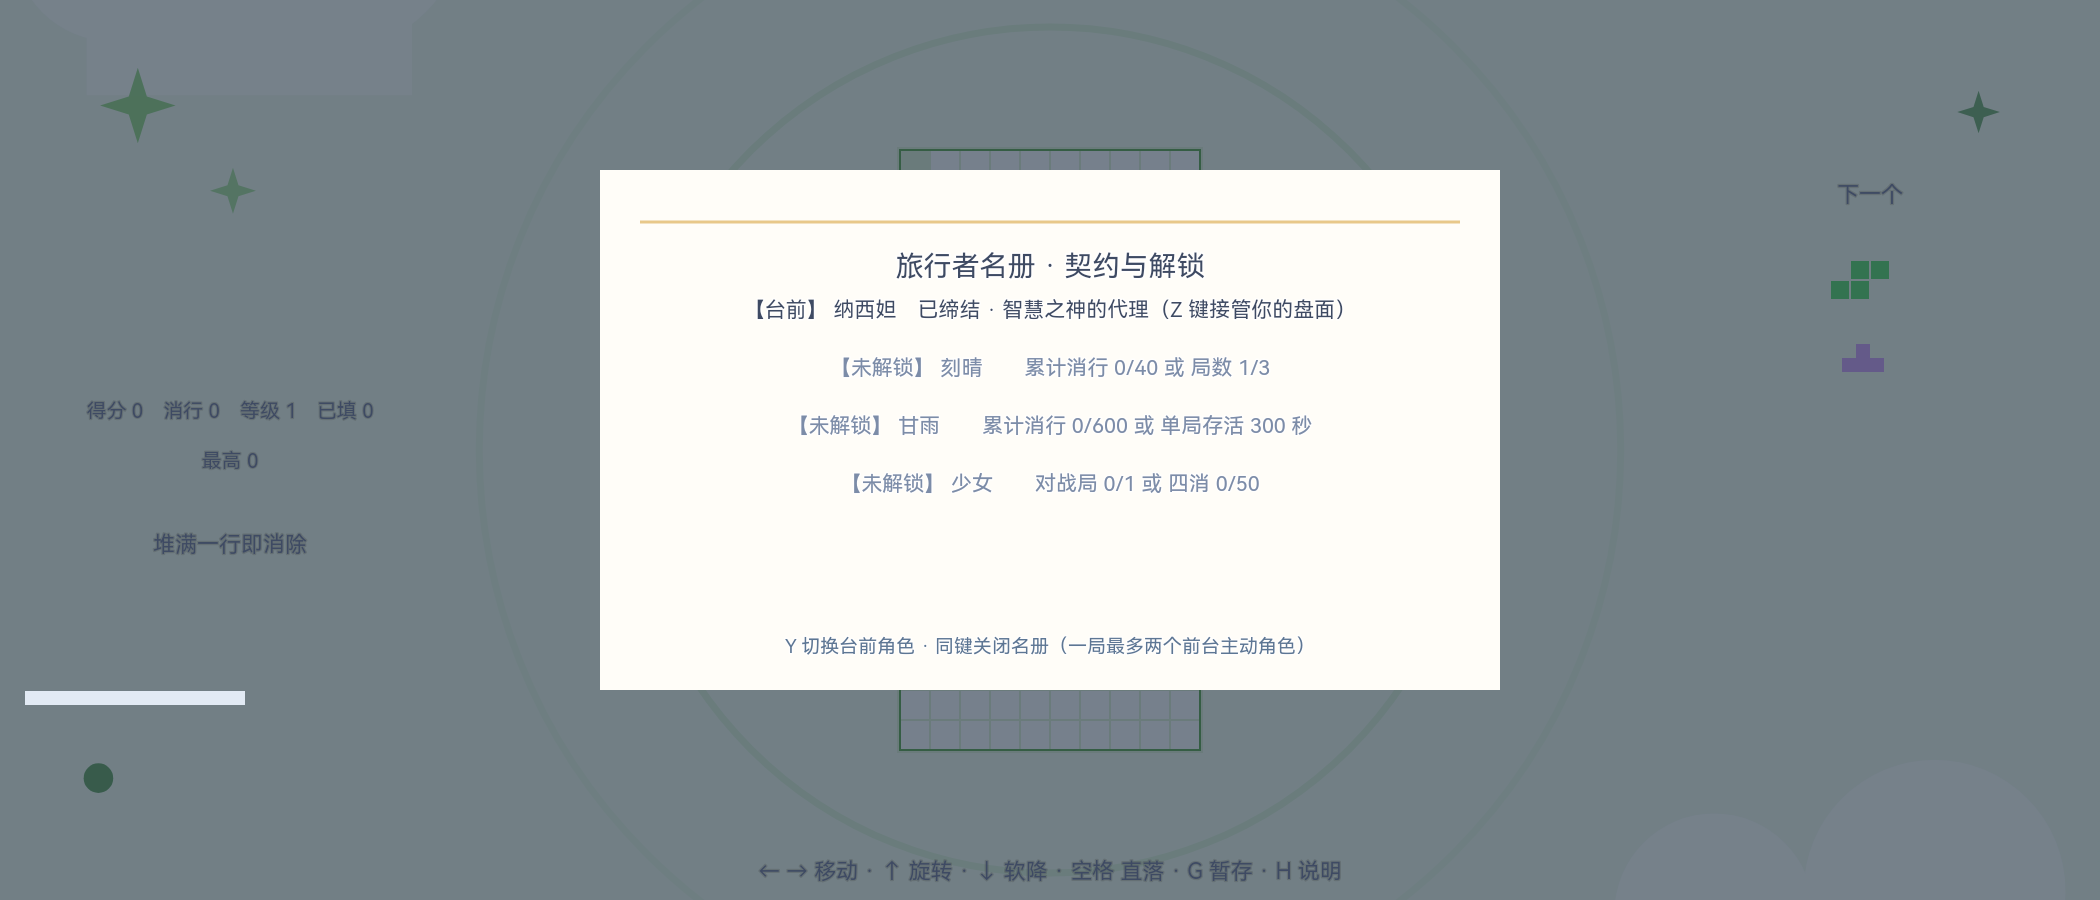 旅行者名册 · 契约与解锁
【台前】 纳西妲 已缔结 · 智慧之神的代理（Z 键接管你的盘面）
【未解锁】 刻晴 累计消行 0/40 或 局数 1/3
【未解锁】 甘雨 累计消行 0/600 或 单局存活 300 秒
【未解锁】 少女 对战局 0/1 或 四消 0/50
Y 切换台前角色 · 同键关闭名册（一局最多两个前台主动角色）
得分 0 消行 0 等级 1 已填 0
最高 0
堆满一行即消除
下一个
← → 移动 · ↑ 旋转 · ↓ 软降 · 空格 直落 · G 暂存 · H 说明